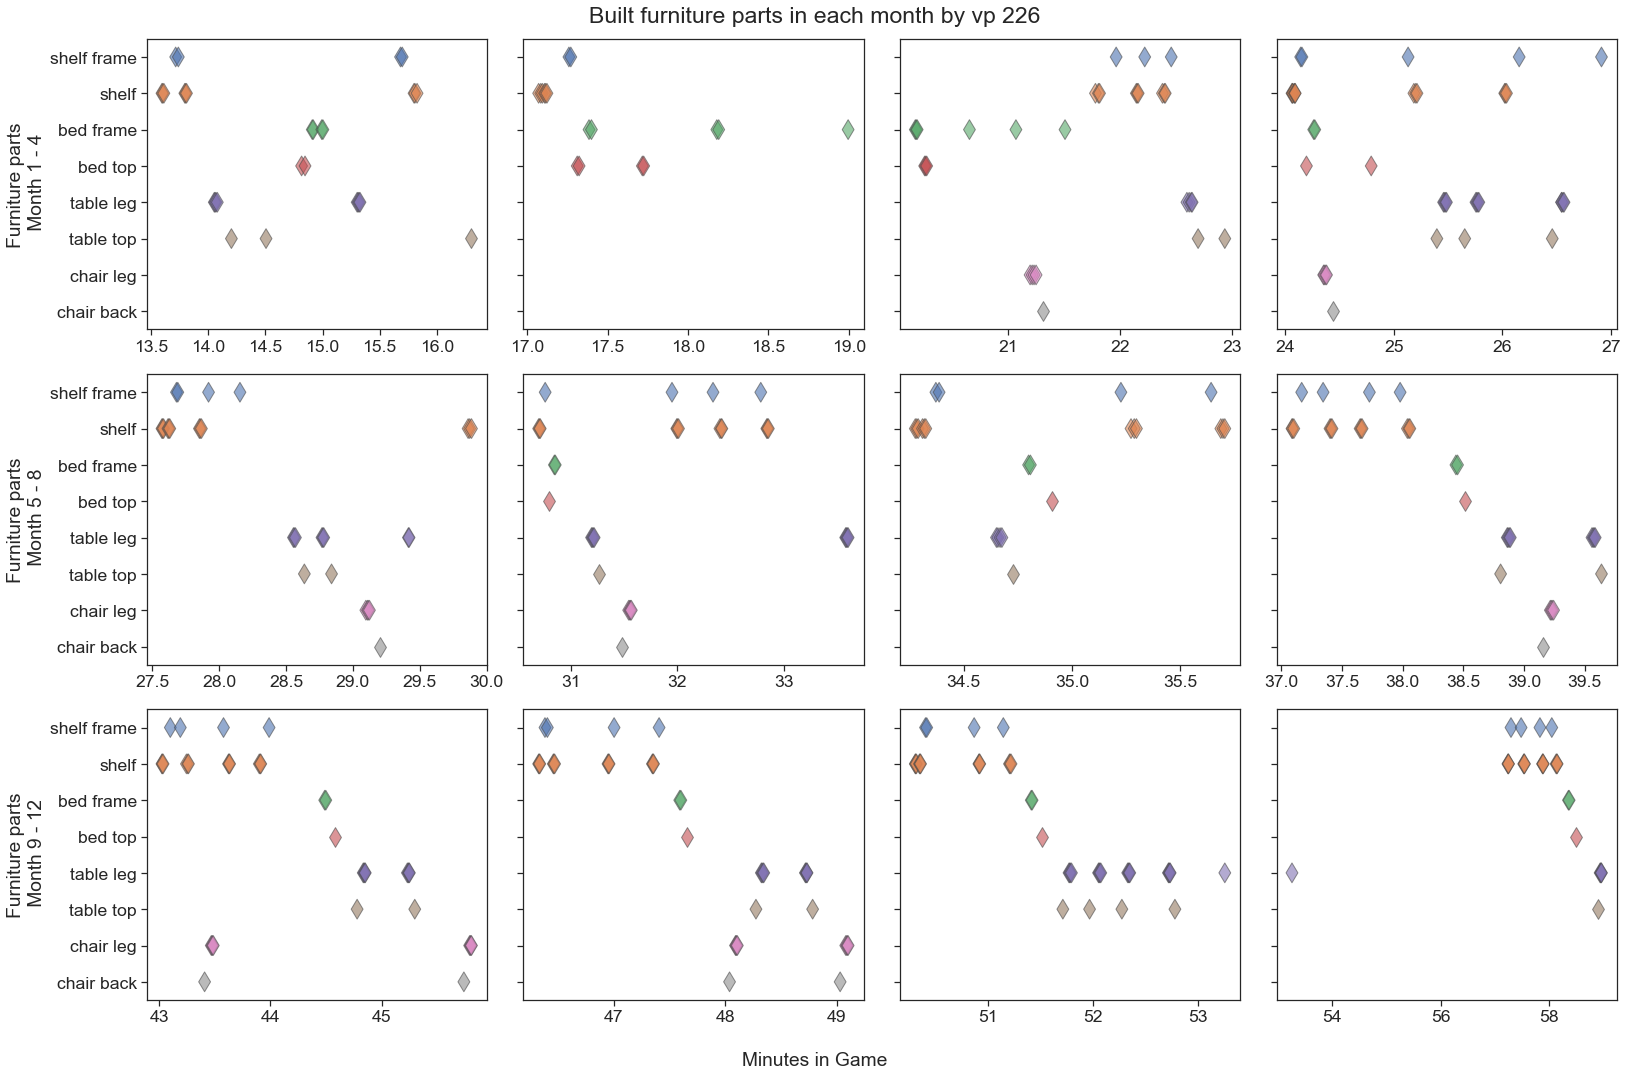 Built furniture parts in each month by vp 226
Furniture parts
Month 1 - 4
shelf frame
shelf
bed frame
bed top
table leg
table top
chair leg
chair back
13.5 14.0 14.5 15.0 15.5 16.0
17.0 17.5 18.0 18.5 19.0
21 22 23
24 25 26 27
Furniture parts
Month 5 - 8
shelf frame
shelf
bed frame
bed top
table leg
table top
chair leg
chair back
27.5 28.0 28.5 29.0 29.5 30.0
31 32 33
34.5 35.0 35.5
37.0 37.5 38.0 38.5 39.0 39.5
Furniture parts
Month 9 - 12
shelf frame
shelf
bed frame
bed top
table leg
table top
chair leg
chair back
43 44 45
47 48 49
51 52 53
54 56 58
Minutes in Game